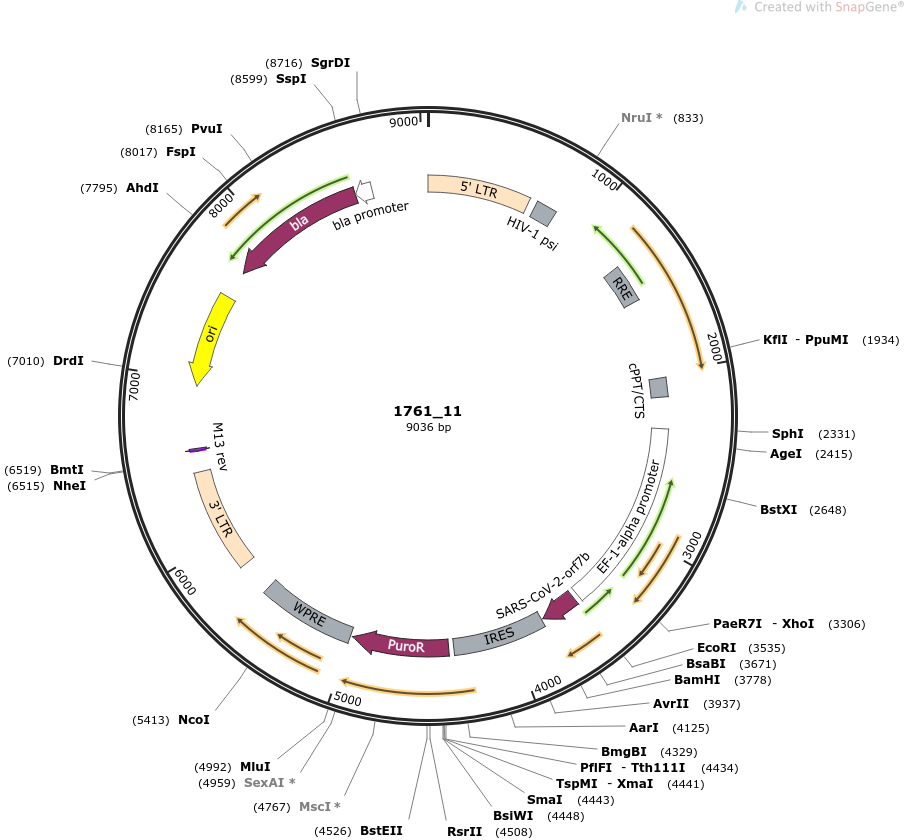 Created with SnapGene®
(8716) SgrDI
(8599) SspI
(8165) PvuI
(8017) FspI
(7795) AhdI
(7010) DrdI
(6519) BmtI
(6515) NheI
(5413) NcoI
(4992) MluI
(4959) SexAI *
(4767) MscI *
(4526) BstEII
RsrII (4508)
BsiWI (4448)
SmaI (4443)
TspMI - XmaI (4441)
PflFI - Tth111I (4434)
BmgBI (4329)
AarI (4125)
AvrII (3937)
BamHI (3778)
BsaBI (3671)
EcoRI (3535)
PaeR7I - XhoI (3306)
BstXI (2648)
AgeI (2415)
SphI (2331)
KflI - PpuMI (1934)
NruI * (833)
9000
1000
2000
3000
4000
5000
6000
7000
8000
5' LTR
HIV-1 psi
RRE
cPPT/CTS
EF-1-alpha promoter
SARS-CoV-2-orf7b
IRES
PuroR
WPRE
3' LTR
M13 rev
ori
bla
bla promoter
1761_11
9036 bp